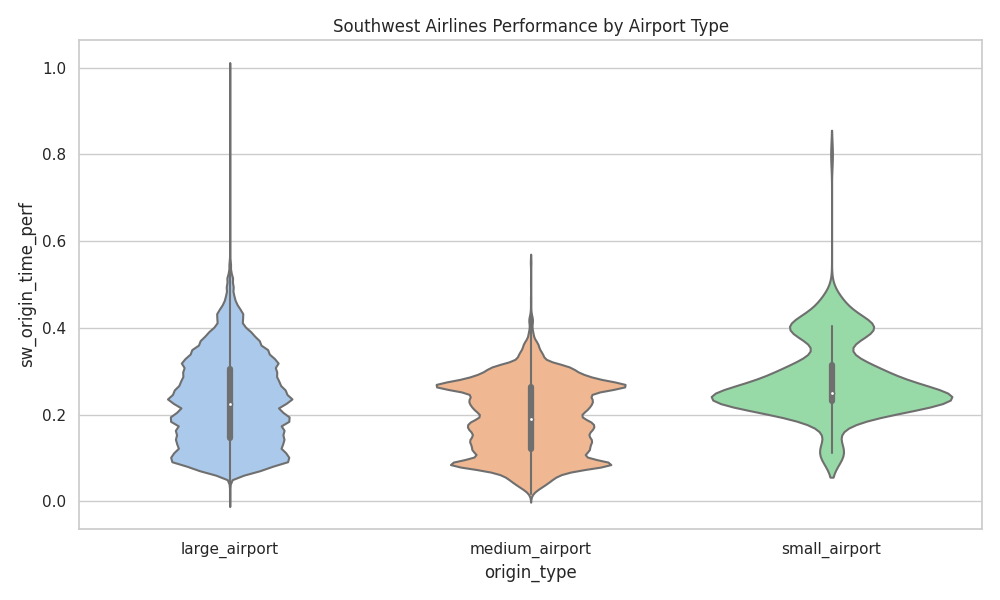 Southwest Airlines Performance by Airport Type
1.0
0.8
0.6
0.4
0.2
0.0
sw_origin_time_perf
large_airport
medium_airport
small_airport
origin_type